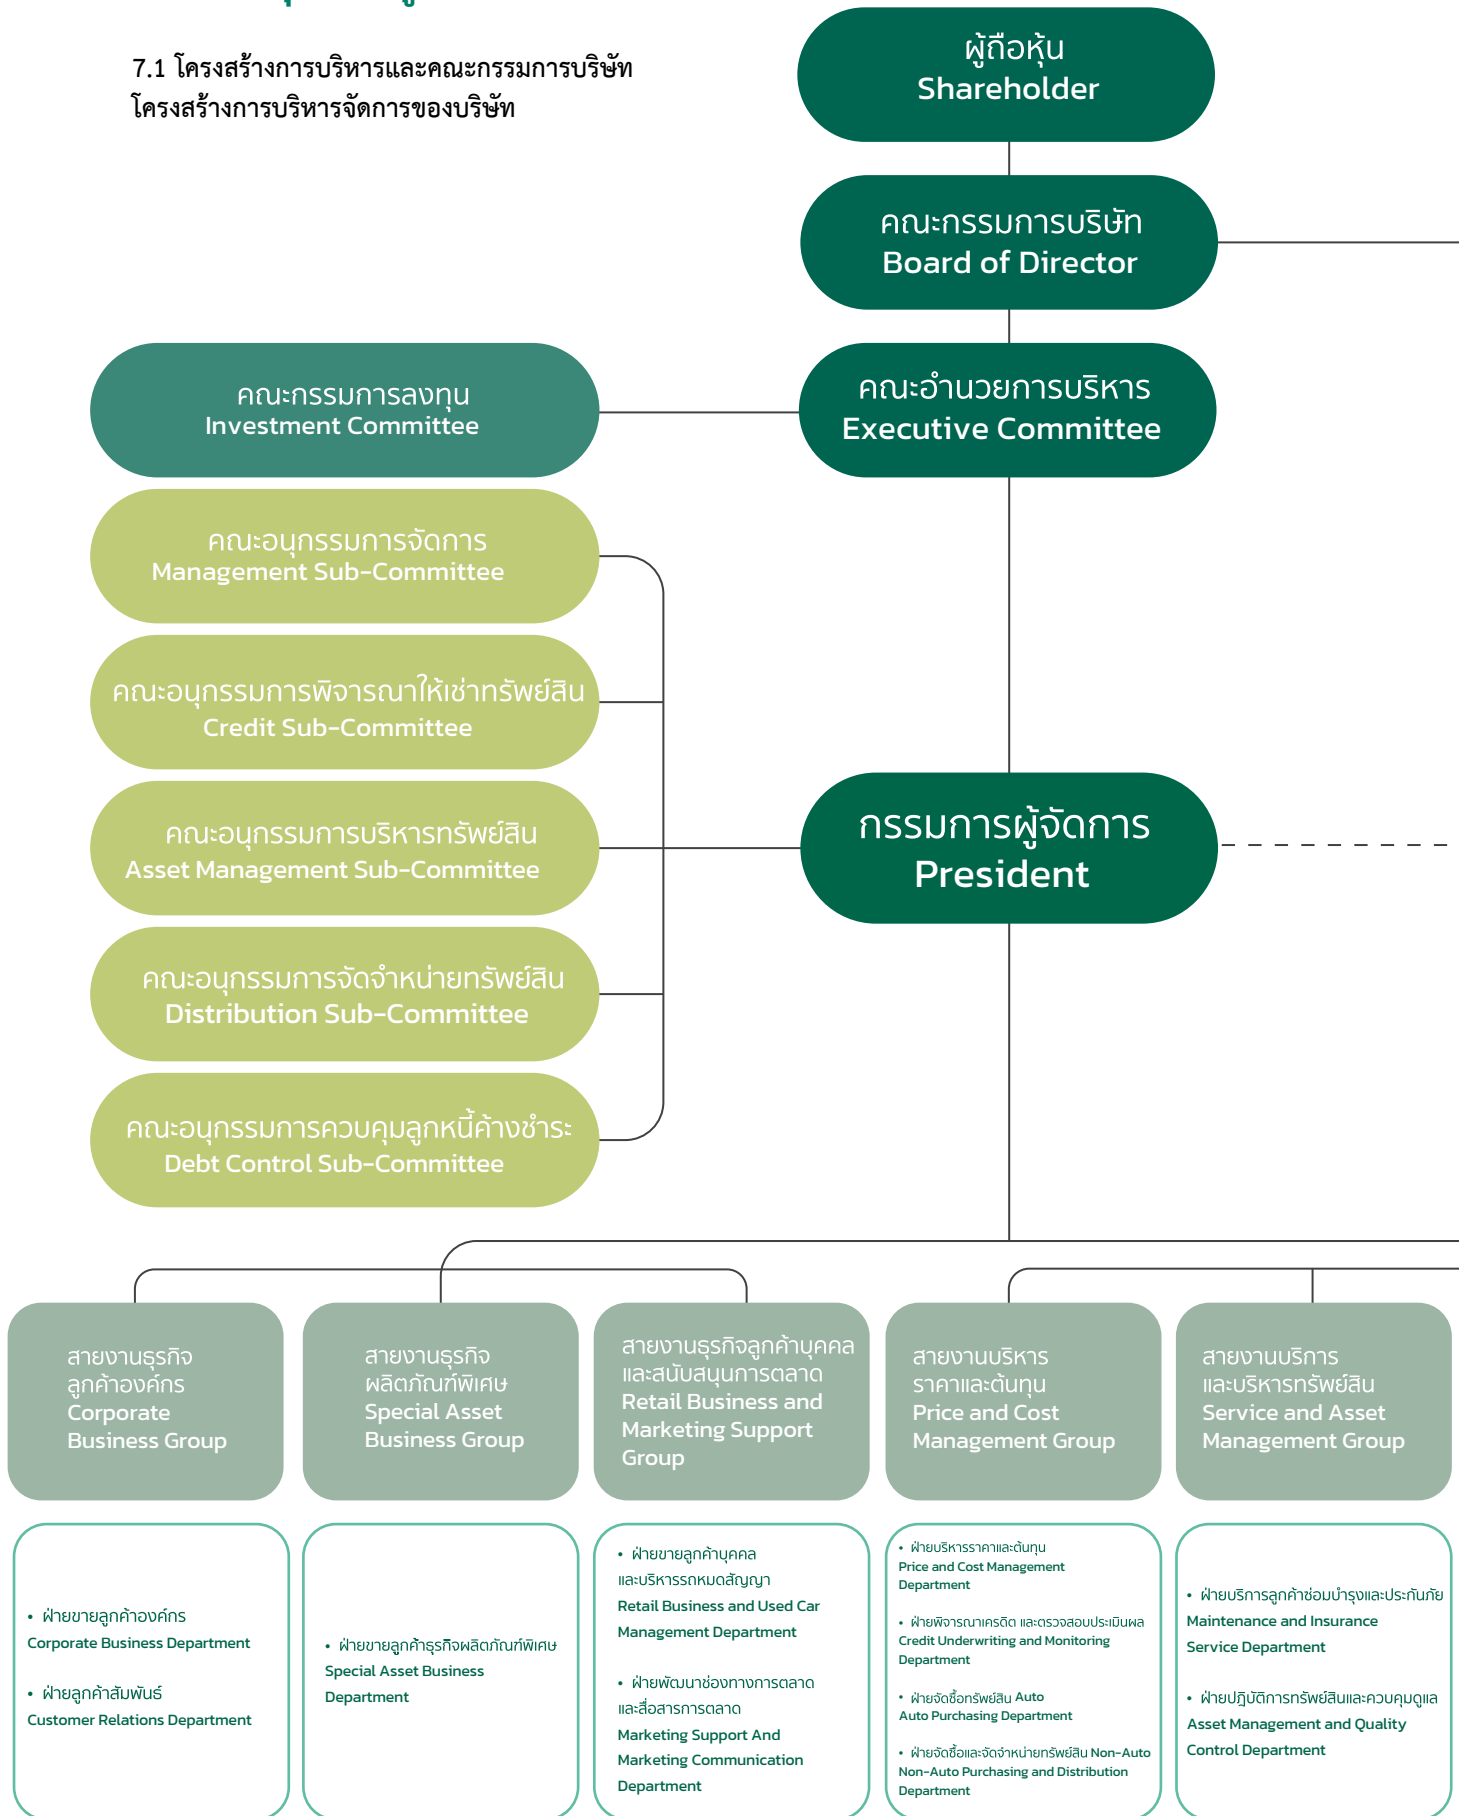 7.1 โครงสร้างการบริหารและคณะกรรมการบริษัท
โครงสร้างการบริหารจัดการของบริษัท
ผู้ถือหุ้น
Shareholder
คณะกรรมการบริษัท
Board of Director
คณะกรรมการลงทุน
Investment Committee
คณะอำนวยการบริหาร
Executive Committee
คณะอนุกรรมการจัดการ
Management Sub-Committee
คณะอนุกรรมการพิจารณาให้เช่าทรัพย์สิน
Credit Sub-Committee
คณะอนุกรรมการบริหารทรัพย์สิน
Asset Management Sub-Committee
กรรมการผู้จัดการ
President
คณะอนุกรรมการจัดจำหน่ายทรัพย์สิน
Distribution Sub-Committee
คณะอนุกรรมการควบคุมลูกหนี้ค้างชำระ
Debt Control Sub-Committee
สายงานธุรกิจ
ลูกค้าองค์กร
Corporate
Business Group
สายงานธุรกิจ
ผลิตภัณฑ์พิเศษ
Special Asset
Business Group
สายงานธุรกิจลูกค้าบุคคล
และสนับสนุนการตลาด
Retail Business and
Marketing Support
Group
สายงานบริหาร
ราคาและต้นทุน
Price and Cost
Management Group
สายงานบริการ
และบริหารทรัพย์สิน
Service and Asset
Management Group
• ฝ่ายขายลูกค้าองค์กร
Corporate Business Department
• ฝ่ายลูกค้าสัมพันธ์
Customer Relations Department
• ฝ่ายขายลูกค้าธุรกิจผลิตภัณฑ์พิเศษ
Special Asset Business
Department
• ฝ่ายขายลูกค้าบุคคล
และบริหารรถหมดสัญญา
Retail Business and Used Car
Management Department
• ฝ่ายพัฒนาช่องทางการตลาด
และสื่อสารการตลาด
Marketing Support And
Marketing Communication
Department
• ฝ่ายบริหารราคาและต้นทุน
Price and Cost Management
Department
• ฝ่ายพิจารณาเครดิต และตรวจสอบประเมินผล
Credit Underwriting and Monitoring
Department
• ฝ่ายจัดซื้อทรัพย์สิน Auto
Auto Purchasing Department
• ฝ่ายจัดซื้อและจัดจำหน่ายทรัพย์สิน Non-Auto
Non-Auto Purchasing and Distribution
Department
• ฝ่ายบริการลูกค้าซ่อมบำรุงและประกันภัย
Maintenance and Insurance
Service Department
• ฝ่ายปฎิบัติการทรัพย์สินและควบคุมดูแล
Asset Management and Quality
Control Department